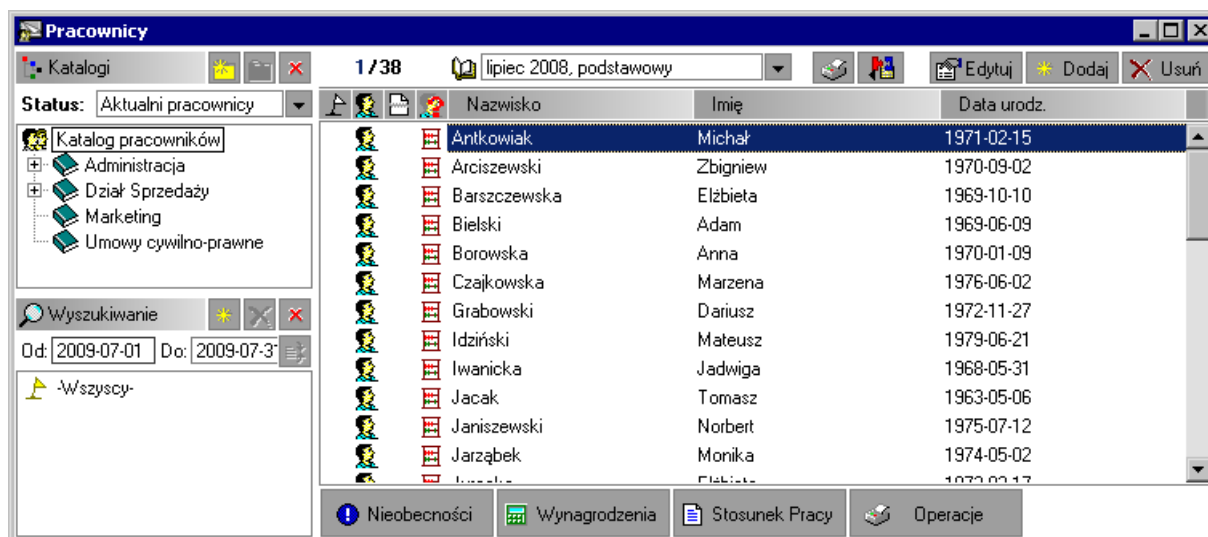 Pracownicy
Katalogi
1/38
lipiec 2008, podstawowy
Edytuj
Dodaj
Usuń
Status: Aktualni pracownicy
Nazwisko Imię Data urodz.
Katalog pracowników
Administracja
Dział Sprzedaży
Marketing
Umowy cywilno-prawne
Wyszukiwanie
Od: 2009-07-01 Do: 2009-07-3
-Wszyscy-
Antkowiak Michał 1971-02-15
Arciszewski Zbigniew 1970-09-02
Barszczewska Elżbieta 1969-10-10
Bielski Adam 1969-06-09
Borowska Anna 1970-01-09
Czajkowska Marzena 1976-06-02
Grabowski Dariusz 1972-11-27
Idziński Mateusz 1979-06-21
Iwanicka Jadwiga 1968-05-31
Jacak Tomasz 1963-05-06
Janiszewski Norbert 1975-07-12
Jarząbek Monika 1974-05-02
Nieobecności
Wynagrodzenia
Stosunek Pracy
Operacje